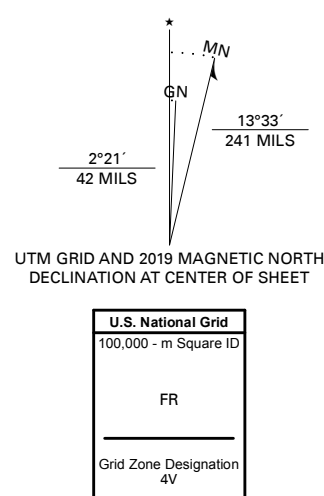 ★
MN
GN
13°33´
241 MILS
2°21´
42 MILS
UTM GRID AND 2019 MAGNETIC NORTH
DECLINATION AT CENTER OF SHEET
U.S. National Grid
100,000 - m Square ID
FR
Grid Zone Designation
4V